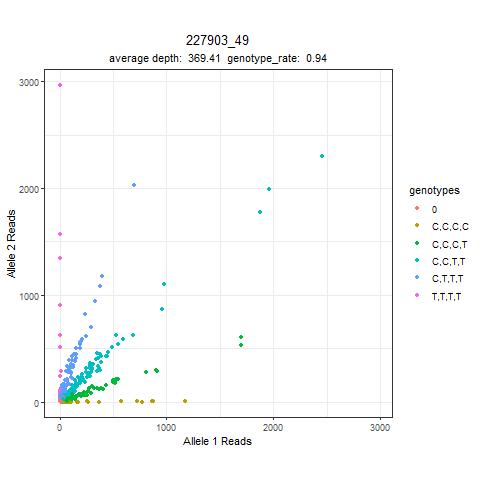 227903_49
average depth: 369.41 genotype_rate: 0.94
3000
2000
1000
0
Allele 2 Reads
0 1000 2000 3000
Allele 1 Reads
genotypes
0
C,C,C,C
C,C,C,T
C,C,T,T
C,T,T,T
T,T,T,T